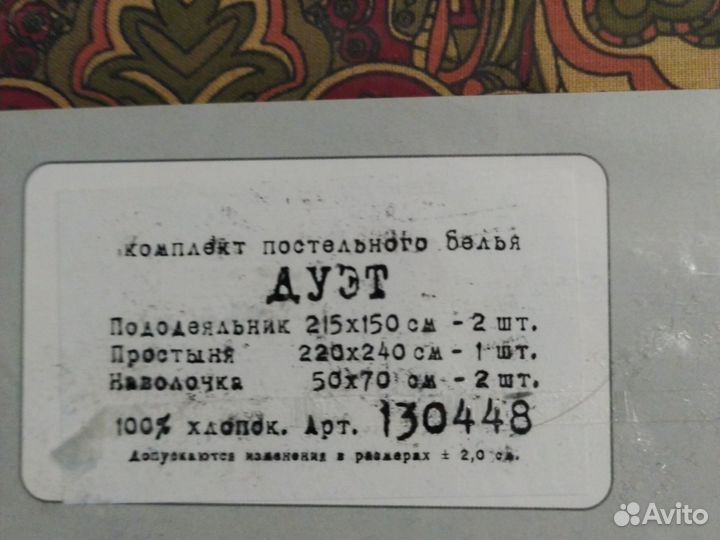 комплект постельного белья
ДУЭТ
Пододеяльник 215х150 см - 2 шт.
Простыня 220х240 см - 1 шт.
Наволочка 50х70 см - 2 шт.
100% хлопок. Арт. 130448
Допускаются изменения в размерах ± 2,0 см.
Avito